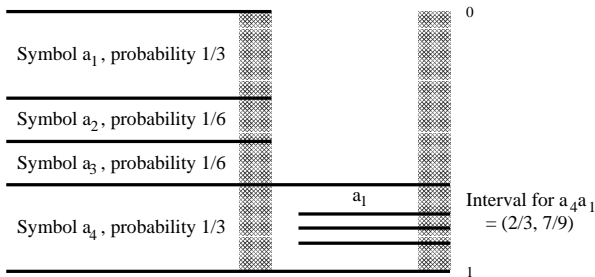 0
Symbol a₁, probability 1/3
Symbol a₂, probability 1/6
Symbol a₃, probability 1/6
a₁
Interval for a₄a₁
= (2/3, 7/9)
Symbol a₄, probability 1/3
1